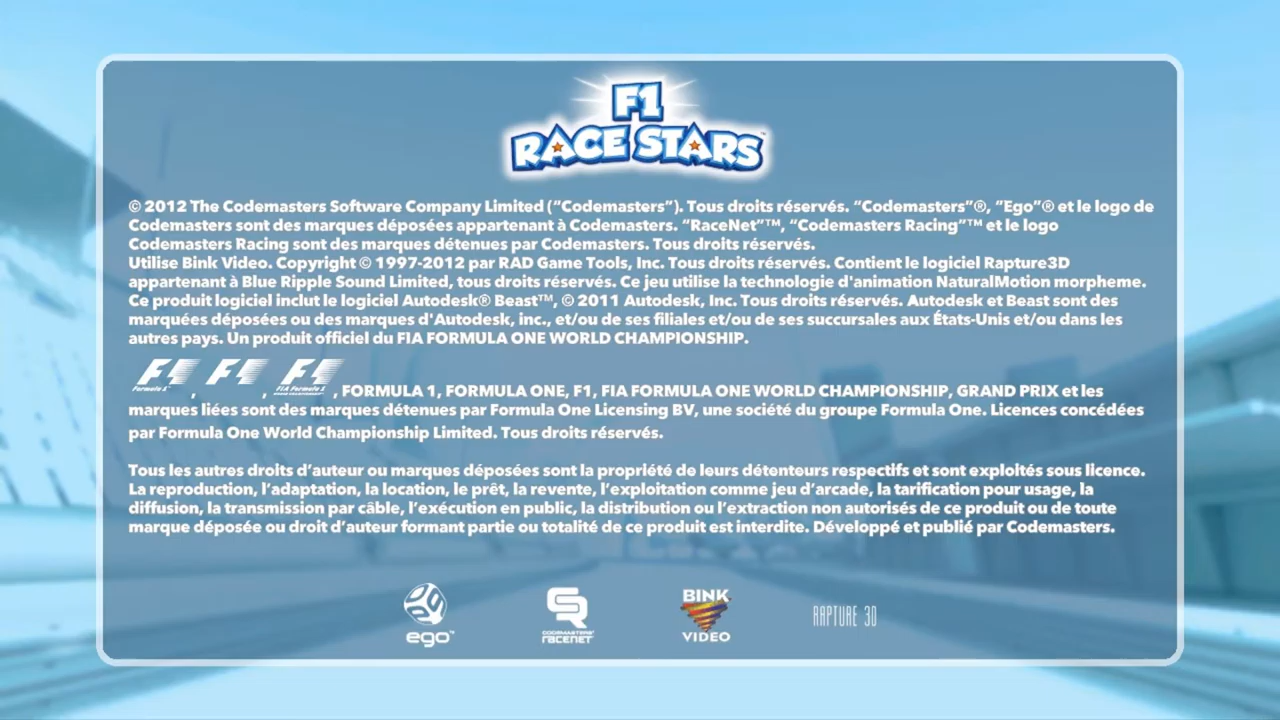 F1
RACE STARS™
© 2012 The Codemasters Software Company Limited (“Codemasters”). Tous droits réservés. “Codemasters”®, “Ego”® et le logo de
Codemasters sont des marques déposées appartenant à Codemasters. “RaceNet”™, “Codemasters Racing”™ et le logo
Codemasters Racing sont des marques détenues par Codemasters. Tous droits réservés.
Utilise Bink Video. Copyright © 1997-2012 par RAD Game Tools, Inc. Tous droits réservés. Contient le logiciel Rapture3D
appartenant à Blue Ripple Sound Limited, tous droits réservés. Ce jeu utilise la technologie d'animation NaturalMotion morpheme.
Ce produit logiciel inclut le logiciel Autodesk® Beast™, © 2011 Autodesk, Inc. Tous droits réservés. Autodesk et Beast sont des
marquées déposées ou des marques d'Autodesk, inc., et/ou de ses filiales et/ou de ses succursales aux États-Unis et/ou dans les
autres pays. Un produit officiel du FIA FORMULA ONE WORLD CHAMPIONSHIP.
F1 Formula 1™, F1, F1 FIA Formula 1, FORMULA 1, FORMULA ONE, F1, FIA FORMULA ONE WORLD CHAMPIONSHIP, GRAND PRIX et les
marques liées sont des marques détenues par Formula One Licensing BV, une société du groupe Formula One. Licences concédées
par Formula One World Championship Limited. Tous droits réservés.
Tous les autres droits d’auteur ou marques déposées sont la propriété de leurs détenteurs respectifs et sont exploités sous licence.
La reproduction, l’adaptation, la location, le prêt, la revente, l’exploitation comme jeu d’arcade, la tarification pour usage, la
diffusion, la transmission par câble, l’exécution en public, la distribution ou l’extraction non autorisés de ce produit ou de toute
marque déposée ou droit d’auteur formant partie ou totalité de ce produit est interdite. Développé et publié par Codemasters.
ego™
CODEMASTERS®
RACENET™
BINK
VIDEO
RAPTURE 3D